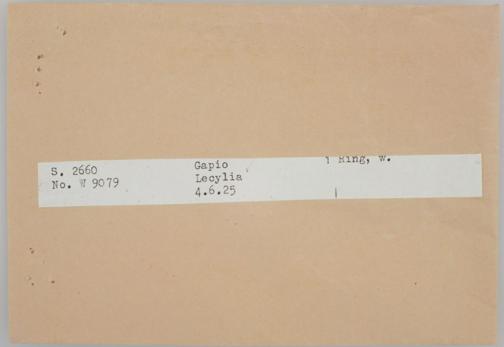 S. 2660
No. W 9079
Gapio
Lecylia
4.6.25
1 Ring, w.